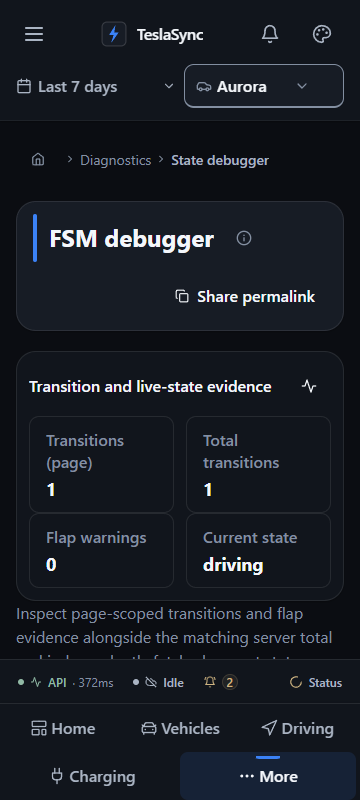 TeslaSync
Last 7 days
Aurora
Diagnostics
State debugger
FSM debugger
Share permalink
Transition and live-state evidence
Transitions (page)
1
Total transitions
1
Flap warnings
0
Current state
driving
Inspect page-scoped transitions and flap
evidence alongside the matching server total
API · 372ms
Idle
2
Status
Home
Vehicles
Driving
Charging
More